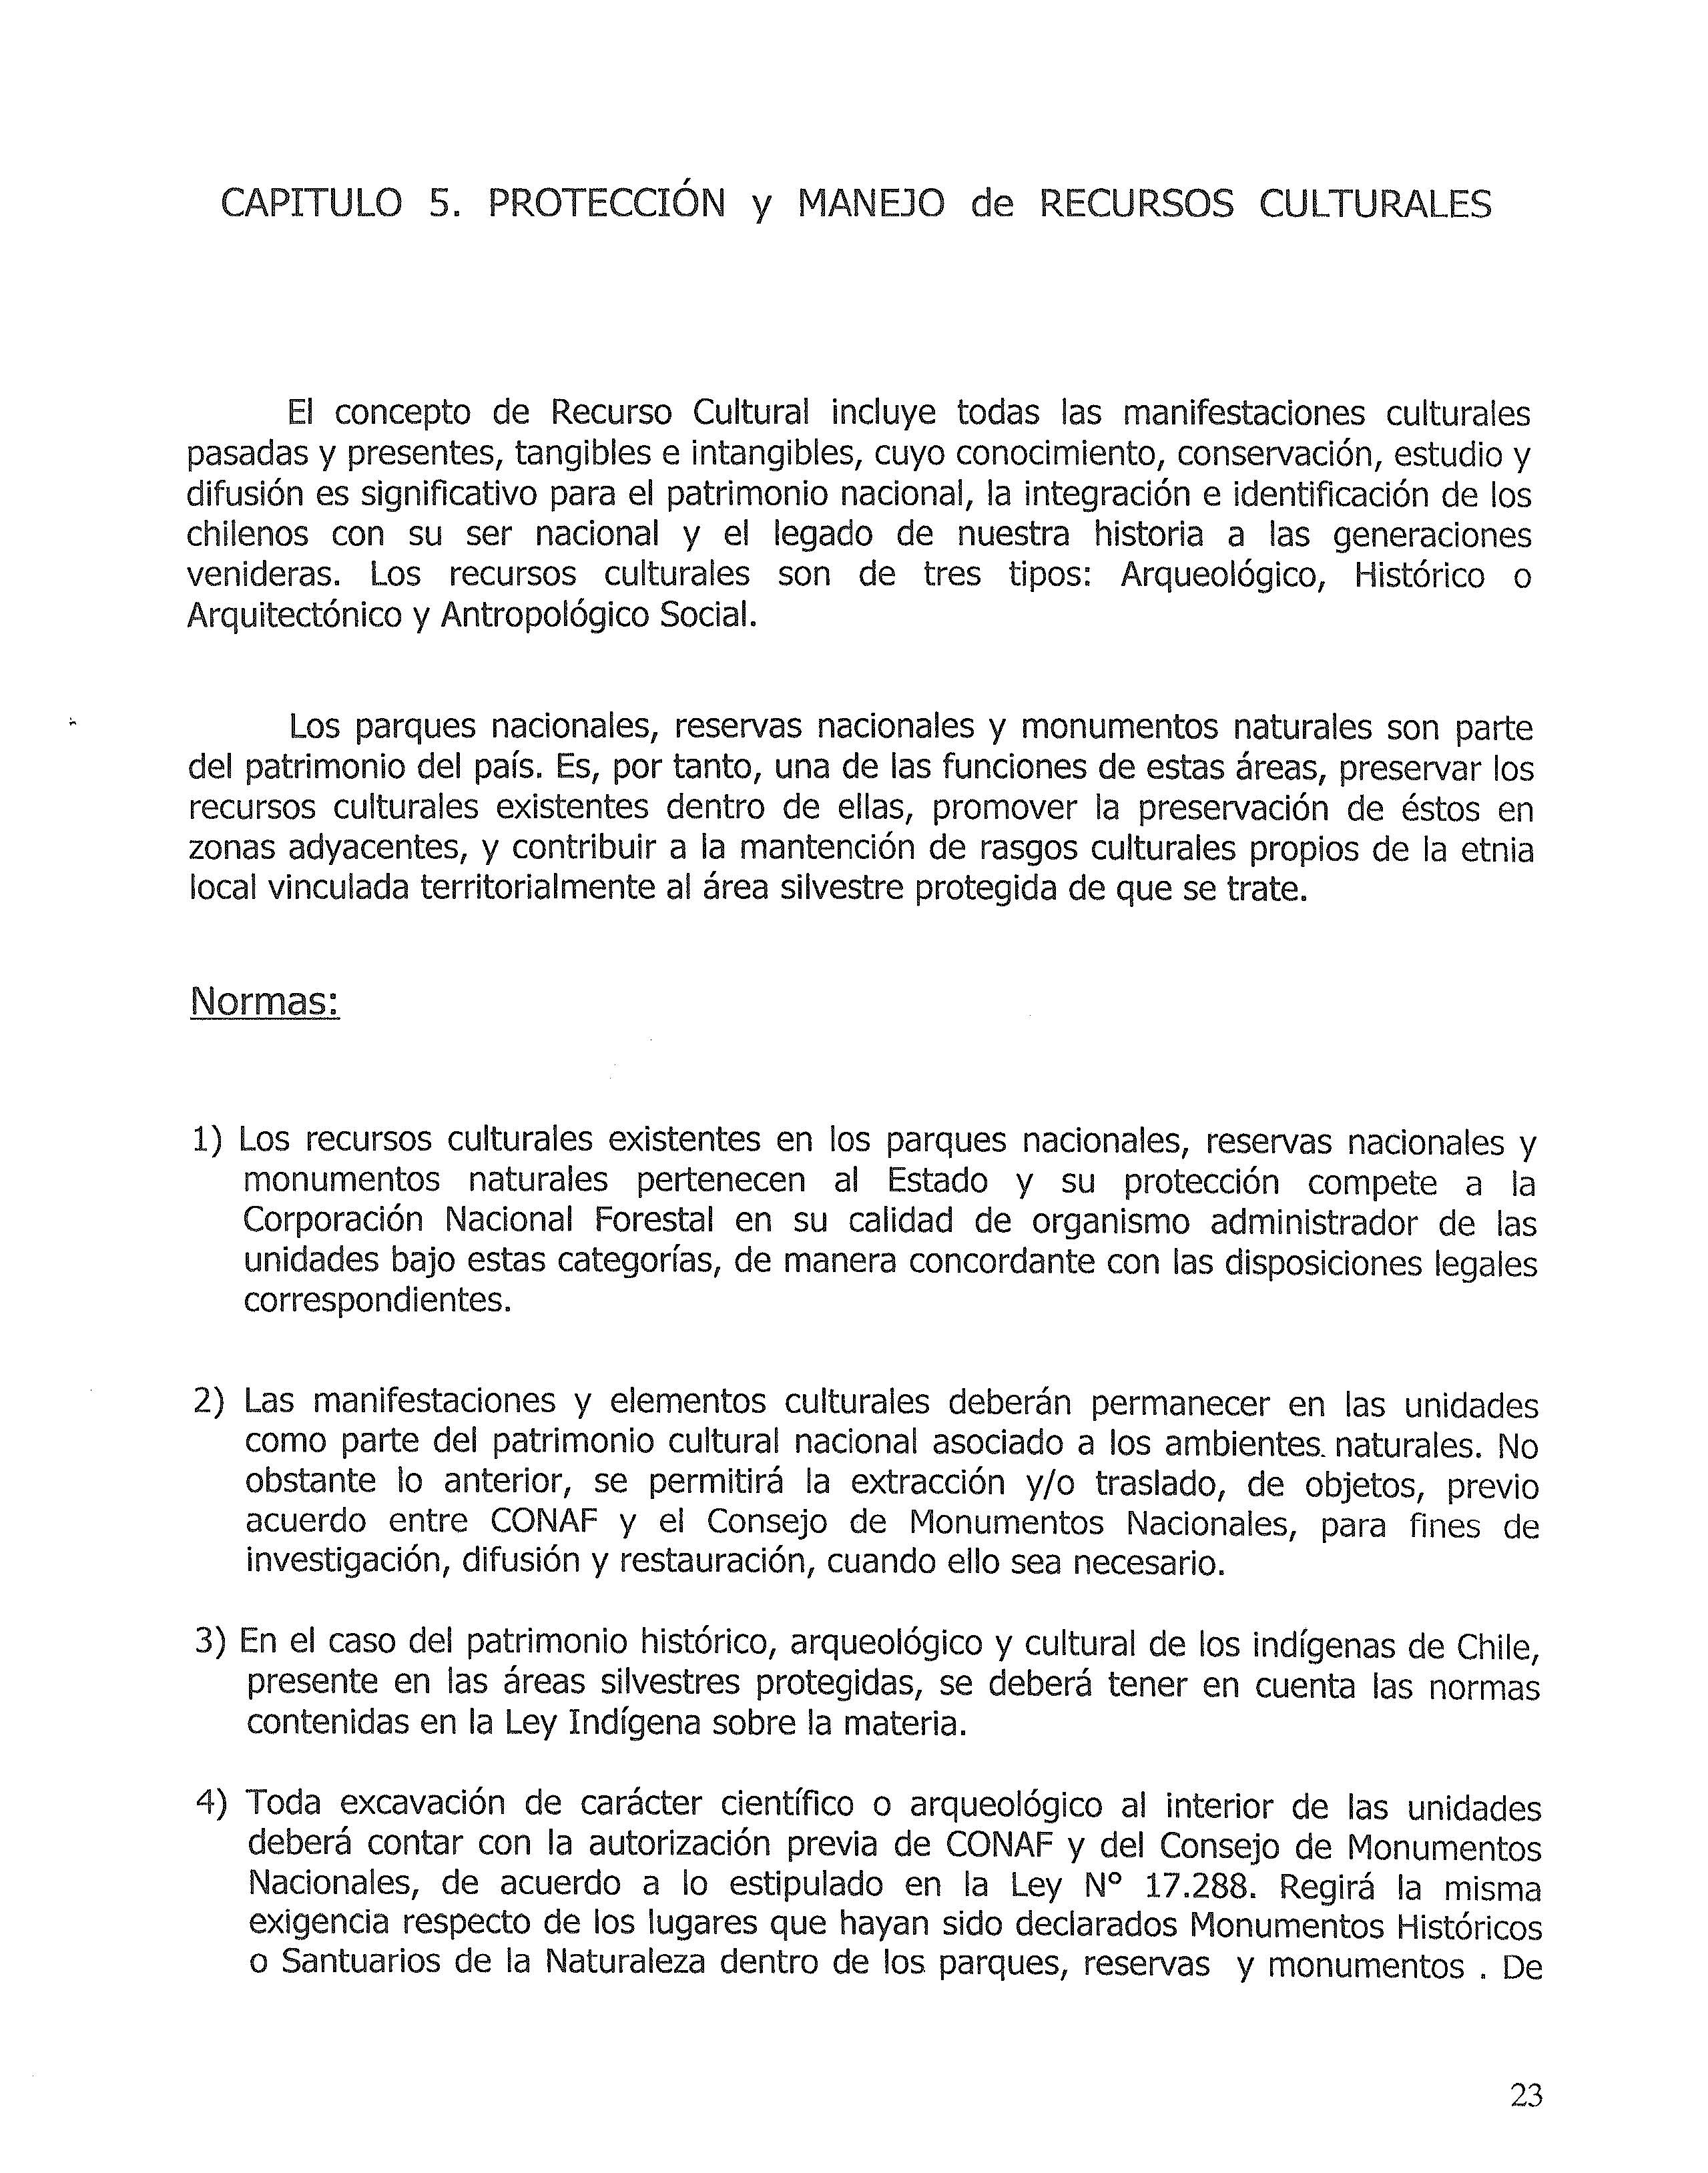 CAPITULO 5. PROTECCIÓN y MANEJO de RECURSOS CULTURALES
El concepto de Recurso Cultural incluye todas las manifestaciones culturales
pasadas y presentes, tangibles e intangibles, cuyo conocimiento, conservación, estudio y
difusión es significativo para el patrimonio nacional, la integración e identificación de los
chilenos con su ser nacional y el legado de nuestra historia a las generaciones
venideras. Los recursos culturales son de tres tipos: Arqueológico, Histórico o
Arquitectónico y Antropológico Social.
Los parques nacionales, reservas nacionales y monumentos naturales son parte
del patrimonio del país. Es, por tanto, una de las funciones de estas áreas, preservar los
recursos culturales existentes dentro de ellas, promover la preservación de éstos en
zonas adyacentes, y contribuir a la mantención de rasgos culturales propios de la etnia
local vinculada territorialmente al área silvestre protegida de que se trate.
Normas:
1) Los recursos culturales existentes en los parques nacionales, reservas nacionales y
monumentos naturales pertenecen al Estado y su protección compete a la
Corporación Nacional Forestal en su calidad de organismo administrador de las
unidades bajo estas categorías, de manera concordante con las disposiciones legales
correspondientes.
2) Las manifestaciones y elementos culturales deberán permanecer en las unidades
como parte del patrimonio cultural nacional asociado a los ambientes. naturales. No
obstante lo anterior, se permitirá la extracción y/o traslado, de objetos, previo
acuerdo entre CONAF y el Consejo de Monumentos Nacionales, para fines de
investigación, difusión y restauración, cuando ello sea necesario.
3) En el caso del patrimonio histórico, arqueológico y cultural de los indígenas de Chile,
presente en las áreas silvestres protegidas, se deberá tener en cuenta las normas
contenidas en la Ley Indígena sobre la materia.
4) Toda excavación de carácter científico o arqueológico al interior de las unidades
deberá contar con la autorización previa de CONAF y del Consejo de Monumentos
Nacionales, de acuerdo a lo estipulado en la Ley N° 17.288. Regirá la misma
exigencia respecto de los lugares que hayan sido declarados Monumentos Históricos
o Santuarios de la Naturaleza dentro de los parques, reservas y monumentos . De
23